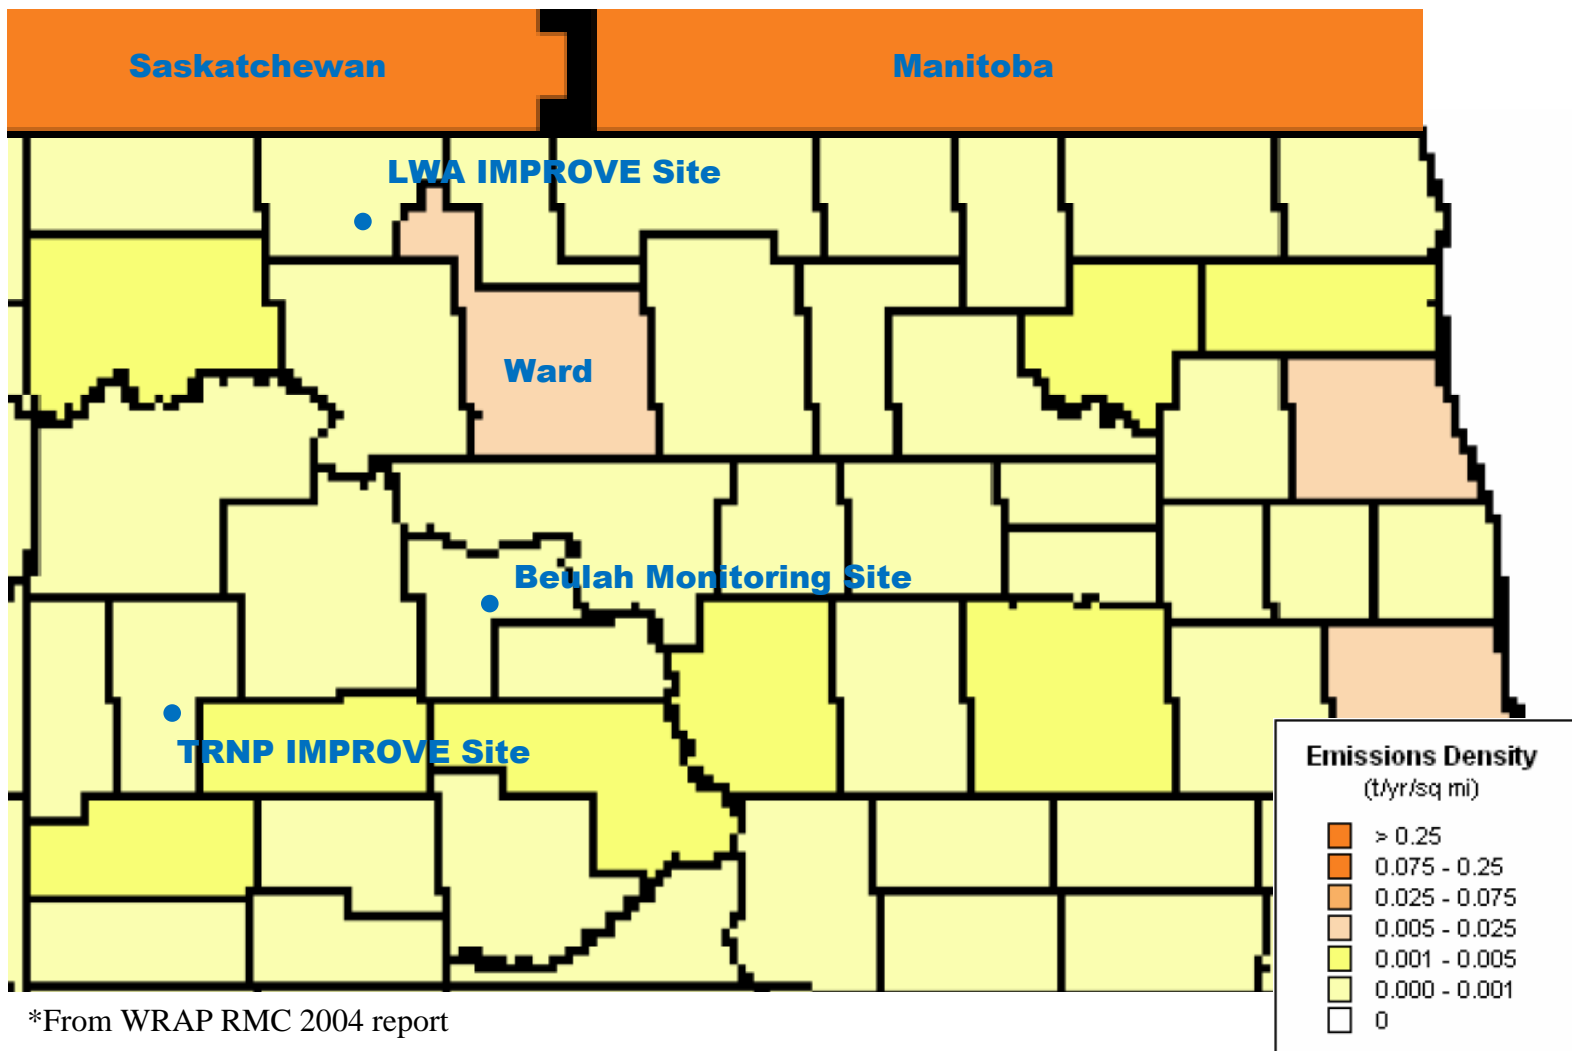 Saskatchewan
Manitoba
LWA IMPROVE Site
Ward
Beulah Monitoring Site
TRNP IMPROVE Site
Emissions Density
(t/yr/sq mi)
> 0.25
0.075 - 0.25
0.025 - 0.075
0.005 - 0.025
0.001 - 0.005
0.000 - 0.001
0
*From WRAP RMC 2004 report